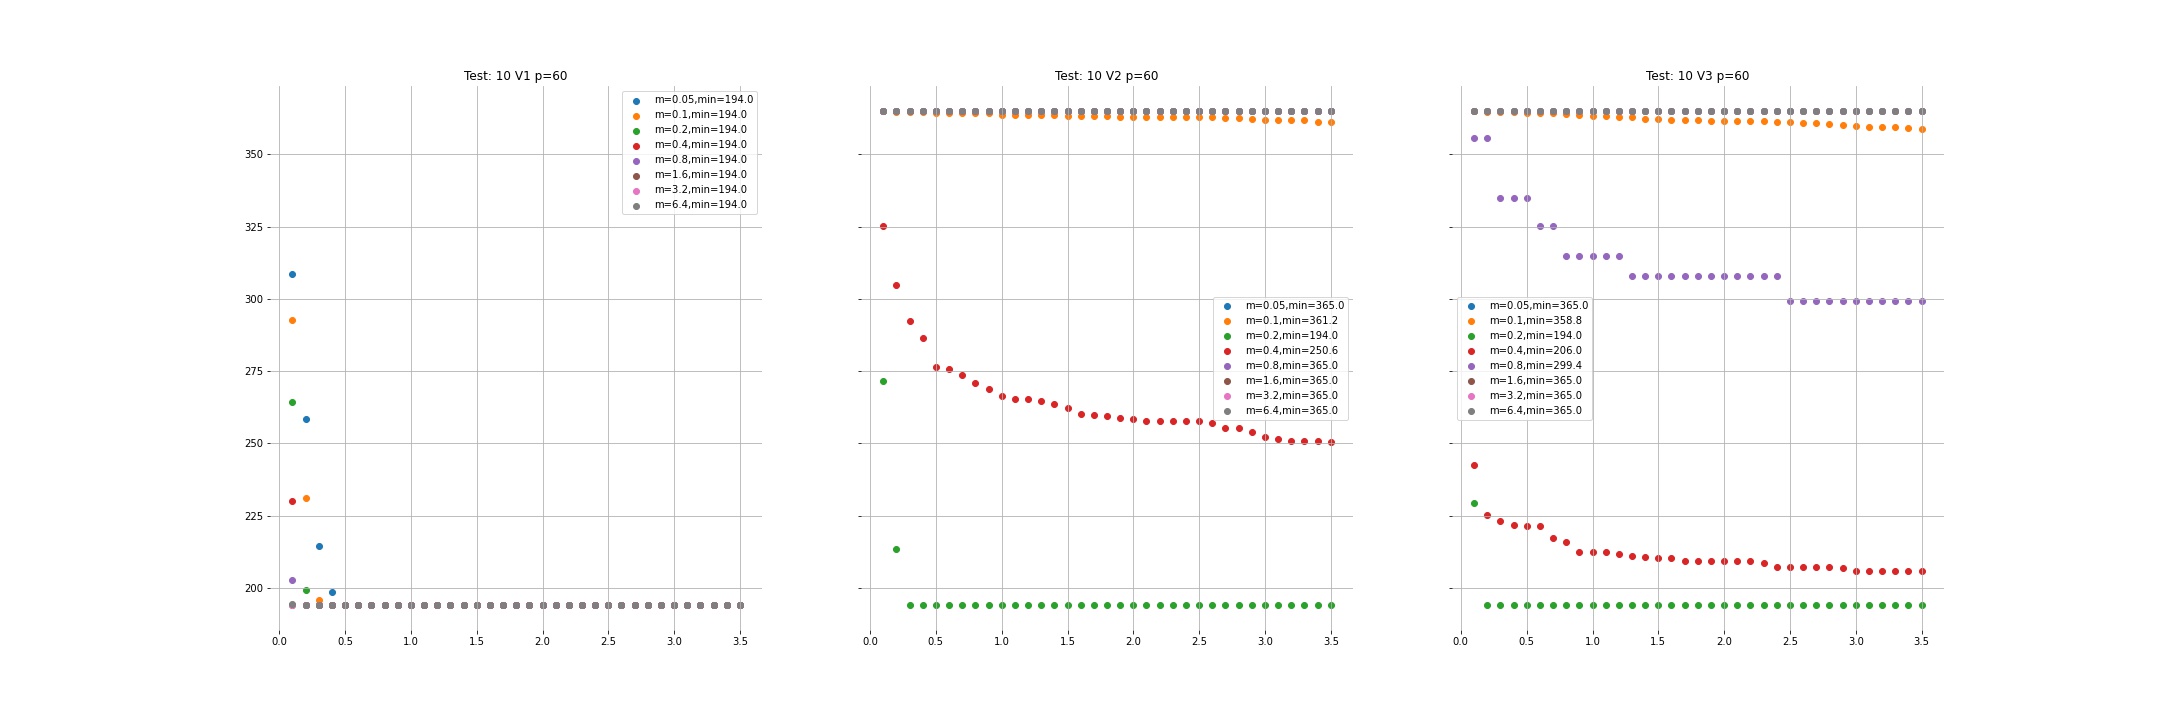 Test: 10 V1 p=60
m=0.05,min=194.0
m=0.1,min=194.0
m=0.2,min=194.0
m=0.4,min=194.0
m=0.8,min=194.0
m=1.6,min=194.0
m=3.2,min=194.0
m=6.4,min=194.0
350
325
300
275
250
225
200
0.0 0.5 1.0 1.5 2.0 2.5 3.0 3.5
Test: 10 V2 p=60
m=0.05,min=365.0
m=0.1,min=361.2
m=0.2,min=194.0
m=0.4,min=250.6
m=0.8,min=365.0
m=1.6,min=365.0
m=3.2,min=365.0
m=6.4,min=365.0
0.0 0.5 1.0 1.5 2.0 2.5 3.0 3.5
Test: 10 V3 p=60
m=0.05,min=365.0
m=0.1,min=358.8
m=0.2,min=194.0
m=0.4,min=206.0
m=0.8,min=299.4
m=1.6,min=365.0
m=3.2,min=365.0
m=6.4,min=365.0
0.0 0.5 1.0 1.5 2.0 2.5 3.0 3.5